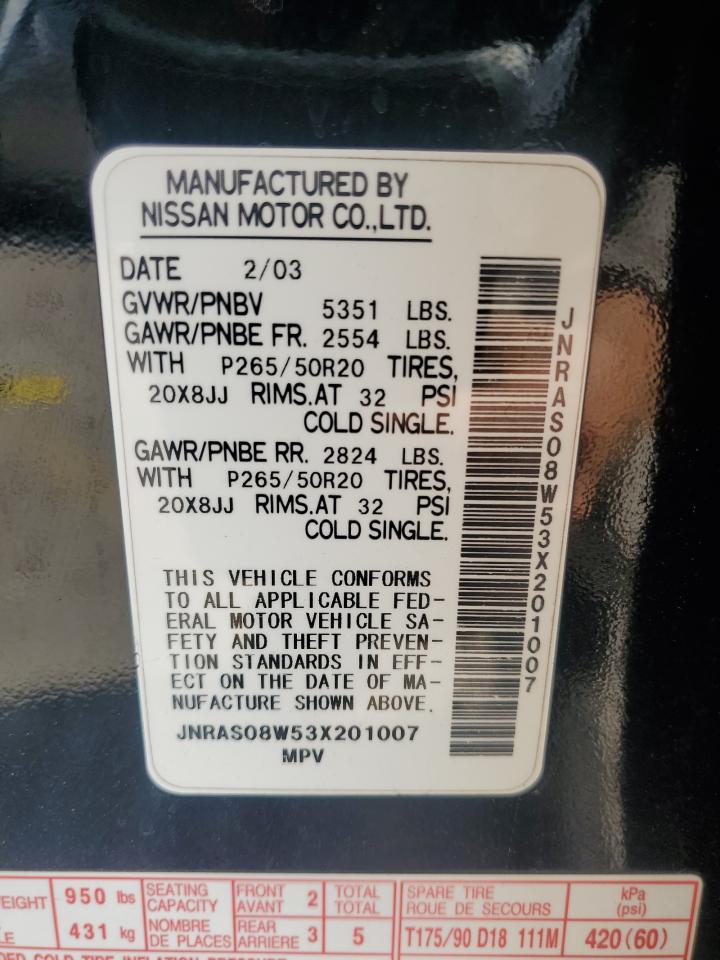 MANUFACTURED BY
NISSAN MOTOR CO.,LTD.
DATE 2/03
GVWR/PNBV 5351 LBS.
GAWR/PNBE FR. 2554 LBS.
WITH P265/50R20 TIRES,
20X8JJ RIMS.AT 32 PSI
COLD SINGLE.
GAWR/PNBE RR. 2824 LBS.
WITH P265/50R20 TIRES,
20X8JJ RIMS.AT 32 PSI
COLD SINGLE.
THIS VEHICLE CONFORMS
TO ALL APPLICABLE FED-
ERAL MOTOR VEHICLE SA-
FETY AND THEFT PREVEN-
TION STANDARDS IN EFF-
ECT ON THE DATE OF MA-
NUFACTURE SHOWN ABOVE.
JNRAS08W53X201007
MPV
JNRAS08W53X201007
950 lbs SEATING CAPACITY FRONT AVANT 2 TOTAL TOTAL SPARE TIRE ROUE DE SECOURS kPa (psi)
431 kg NOMBRE DE PLACES REAR ARRIERE 3 5 T175/90 D18 111M 420(60)